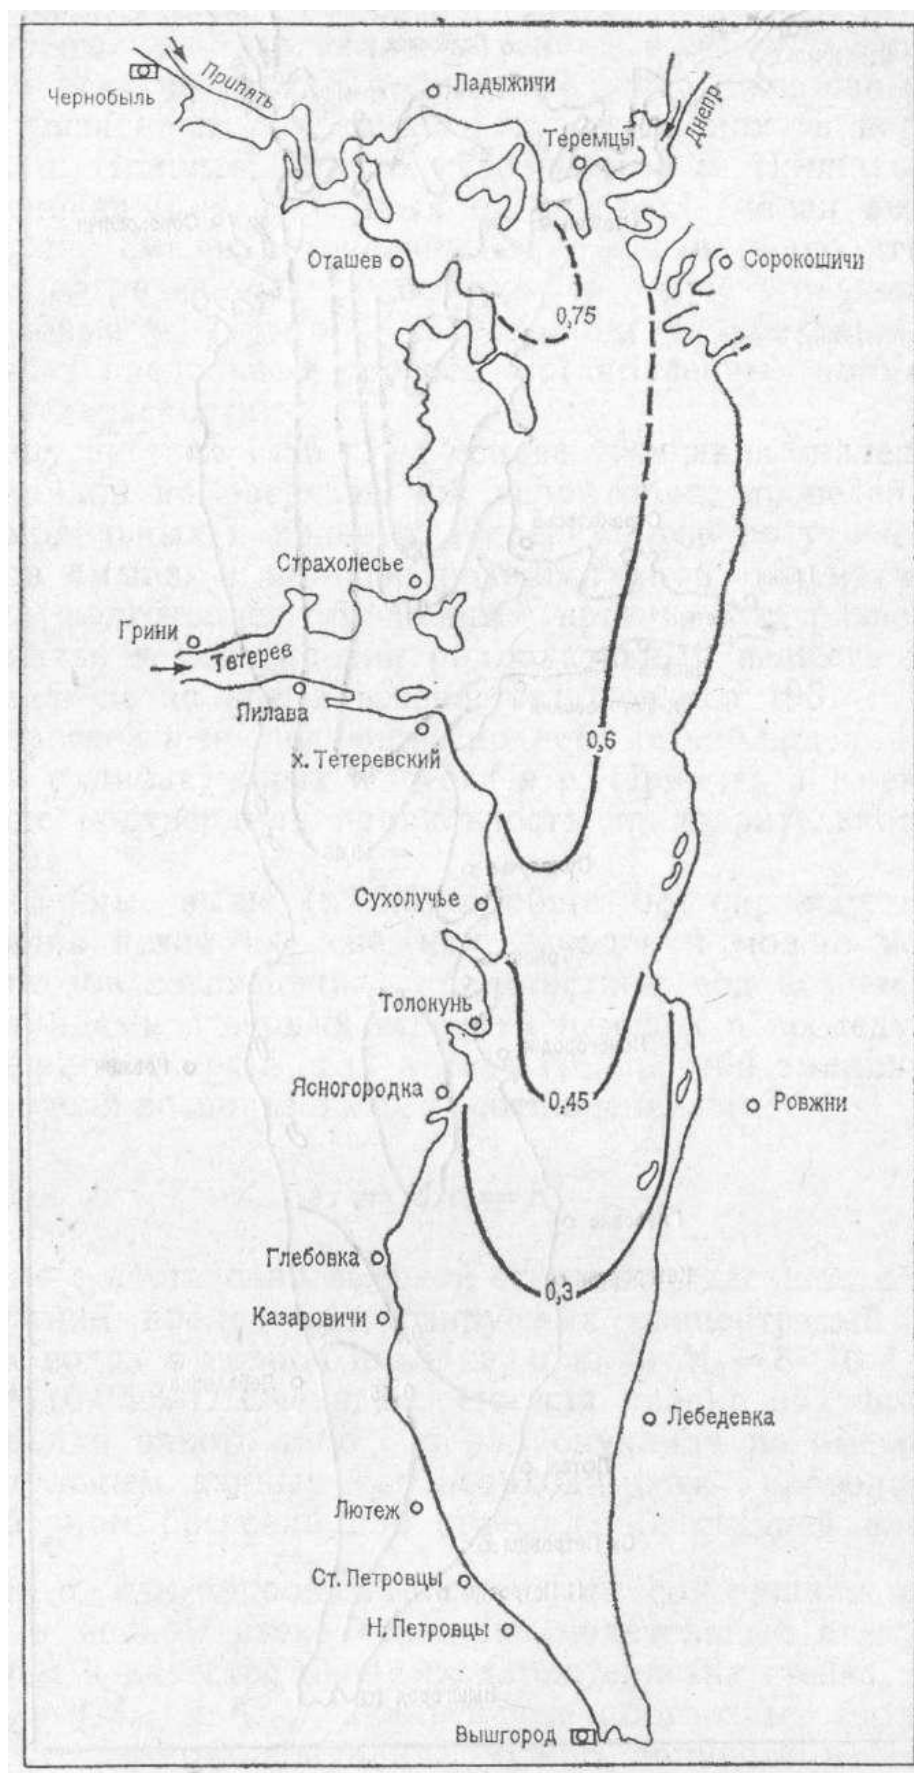 Ладыжичи
Припять
Чернобыль
Днепр
Теремцы
Оташев
Сорокошичи
0,75
Страхолесье
Грини
Тетерев
Пилава
0,6
х. Тетеревский
Сухолучье
Толокунь
Ясногородка
0,45
Ровжни
Глебовка
0,3
Казаровичи
Лебедевка
Лютеж
Ст. Петровцы
Н. Петровцы
Вышгород